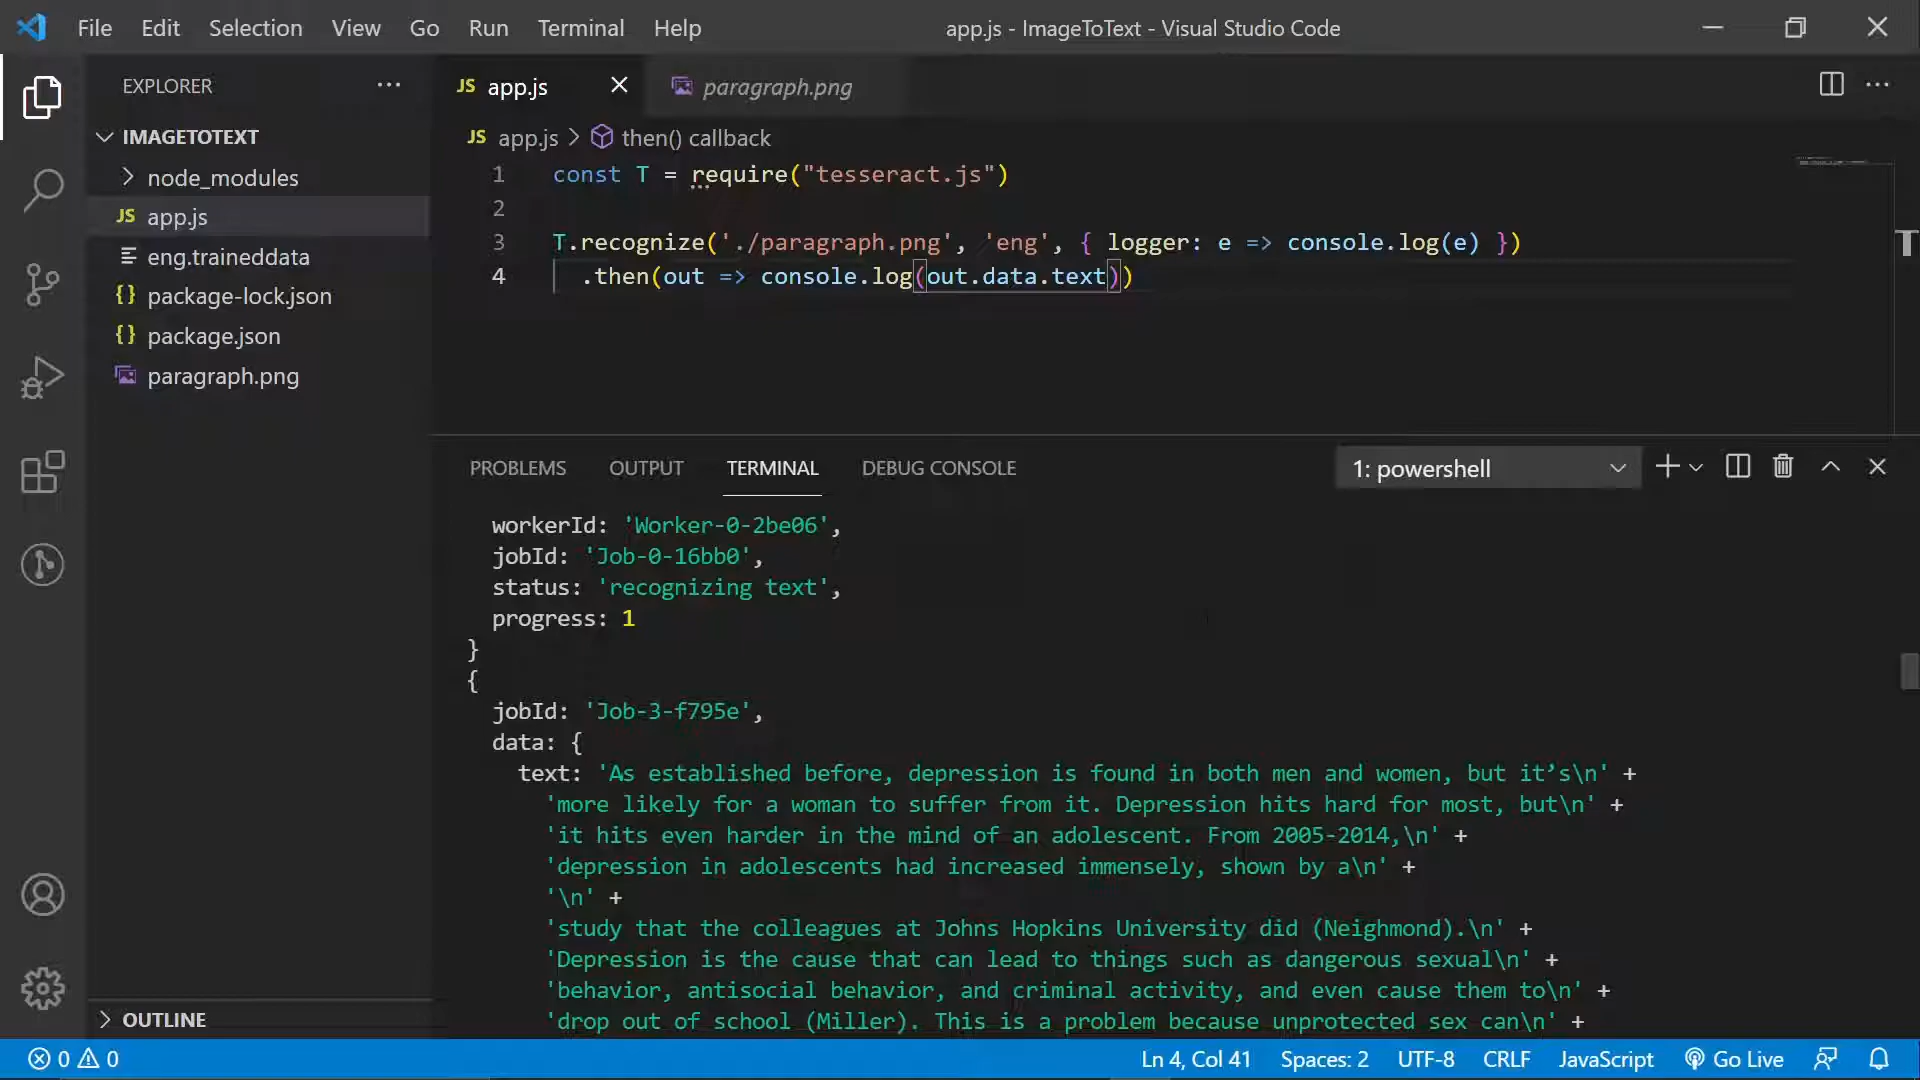 File Edit Selection View Go Run Terminal Help
app.js - ImageToText - Visual Studio Code
EXPLORER
IMAGETOTEXT
node_modules
JS app.js
eng.traineddata
{} package-lock.json
{} package.json
paragraph.png
OUTLINE
JS app.js
paragraph.png
JS app.js > then() callback
1 const T = require("tesseract.js")
2
3 T.recognize('./paragraph.png', 'eng', { logger: e => console.log(e) })
4 .then(out => console.log(out.data.text))
PROBLEMS OUTPUT TERMINAL DEBUG CONSOLE
1: powershell
workerId: 'Worker-0-2be06',
jobId: 'Job-0-16bb0',
status: 'recognizing text',
progress: 1
}
{
jobId: 'Job-3-f795e',
data: {
text: 'As established before, depression is found in both men and women, but it’s\n' +
'more likely for a woman to suffer from it. Depression hits hard for most, but\n' +
'it hits even harder in the mind of an adolescent. From 2005-2014,\n' +
'depression in adolescents had increased immensely, shown by a\n' +
'\n' +
'study that the colleagues at Johns Hopkins University did (Neighmond).\n' +
'Depression is the cause that can lead to things such as dangerous sexual\n' +
'behavior, antisocial behavior, and criminal activity, and even cause them to\n' +
'drop out of school (Miller). This is a problem because unprotected sex can\n' +
0 0
Ln 4, Col 41 Spaces: 2 UTF-8 CRLF JavaScript Go Live